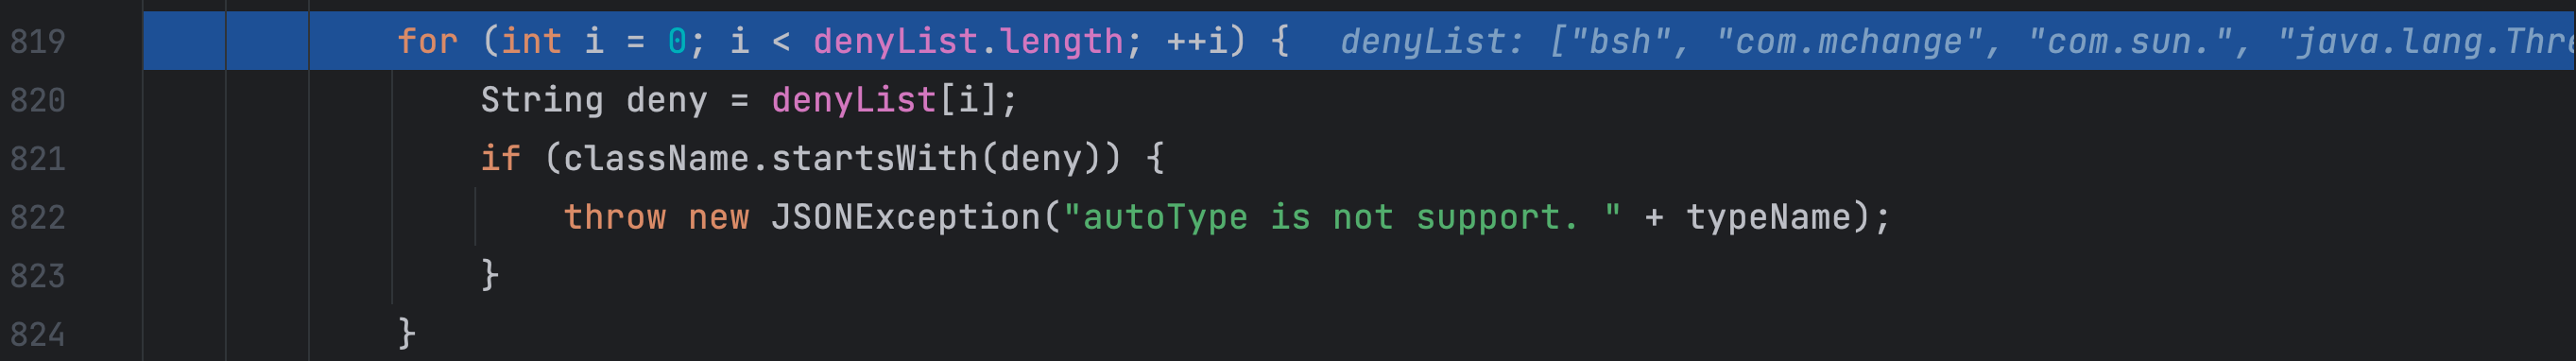 819 for (int i = 0; i < denyList.length; ++i) { denyList: ["bsh", "com.mchange", "com.sun.", "java.lang.Thre
820 String deny = denyList[i];
821 if (className.startsWith(deny)) {
822 throw new JSONException("autoType is not support. " + typeName);
823 }
824 }